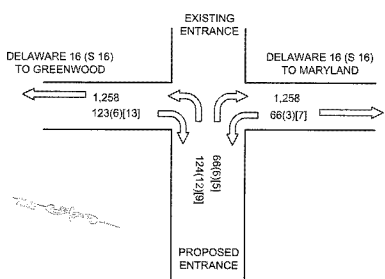 EXISTING
ENTRANCE
DELAWARE 16 (S 16)
TO GREENWOOD
DELAWARE 16 (S 16)
TO MARYLAND
1,258
123(6)[13]
1,258
66(3)[7]
124(12)[9]
66(6)[5]
PROPOSED
ENTRANCE